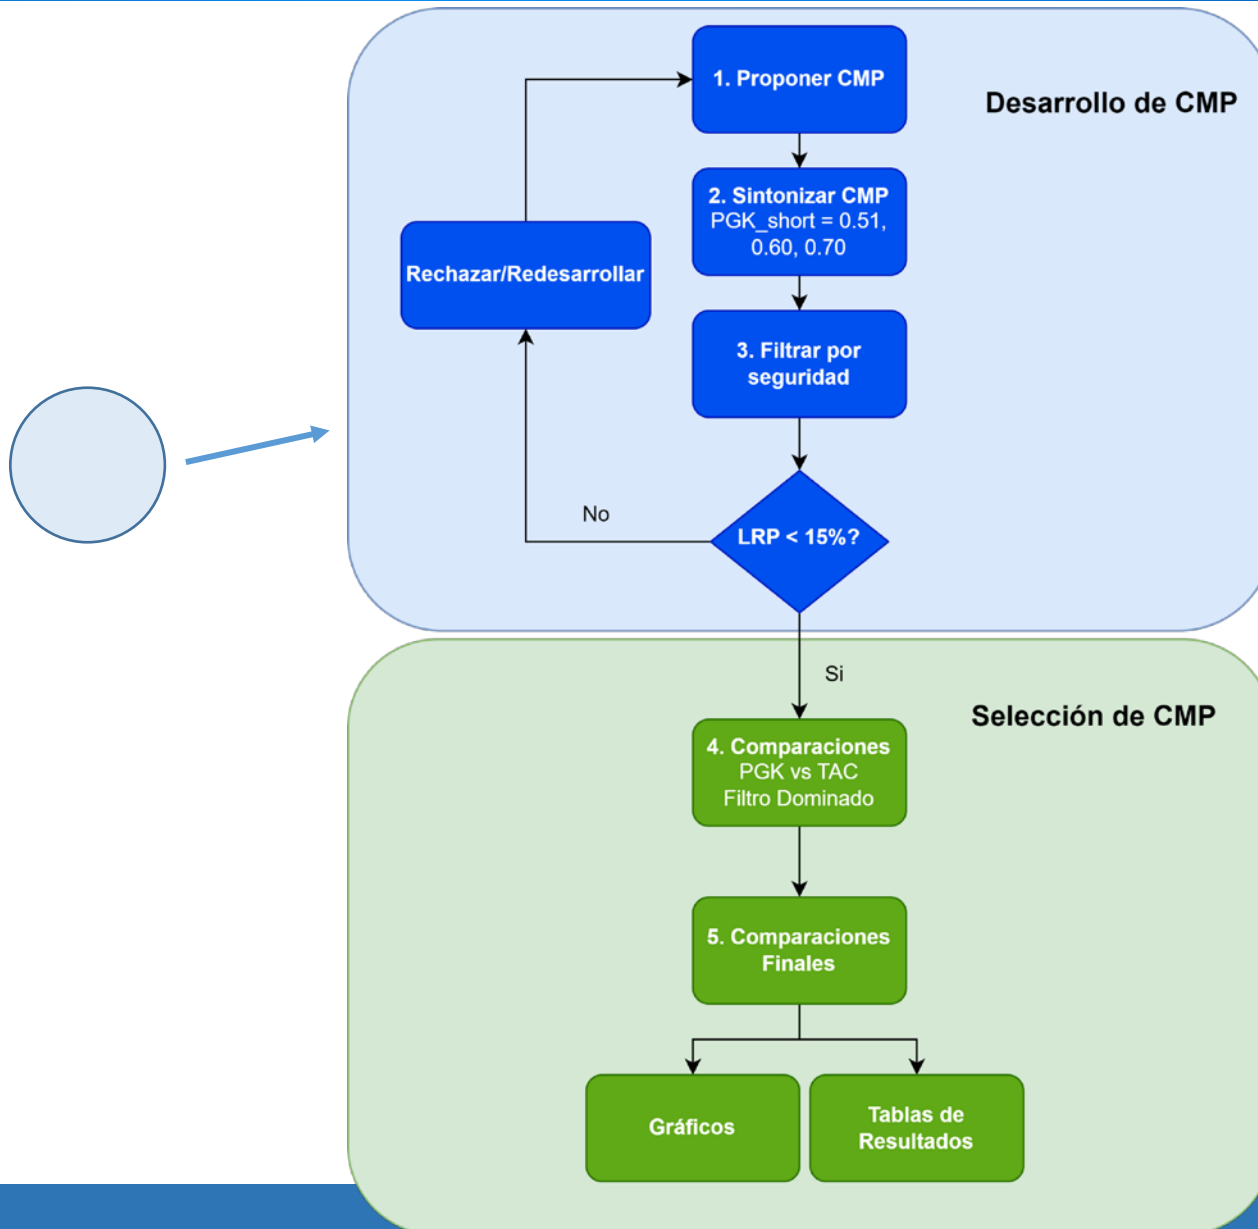 Desarrollo de CMP
1. Proponer CMP
2. Sintonizar CMP
PGK_short = 0.51,
0.60, 0.70
Rechazar/Redesarrollar
3. Filtrar por
seguridad
No
LRP < 15%?
Si
Selección de CMP
4. Comparaciones
PGK vs TAC
Filtro Dominado
5. Comparaciones
Finales
Gráficos
Tablas de
Resultados